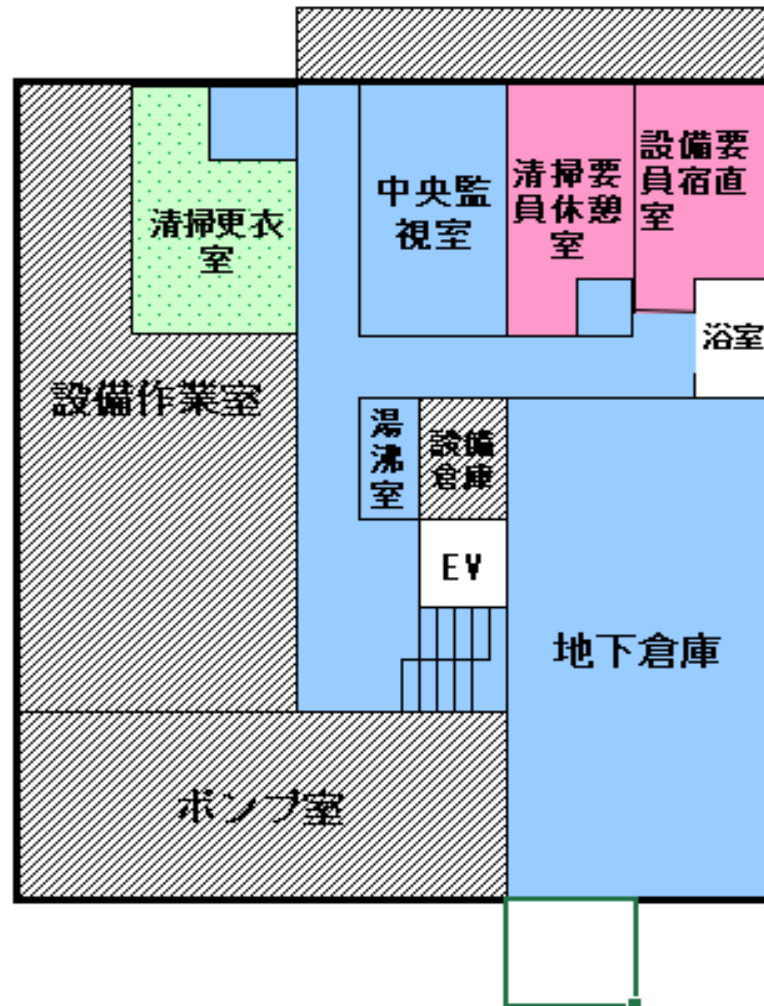 設備要
員宿直
室
清掃要
員休憩
室
中央監
視室
清掃更衣
室
浴室
設備作業室
湯
沸
室
設備
倉庫
EV
地下倉庫
ポンプ室